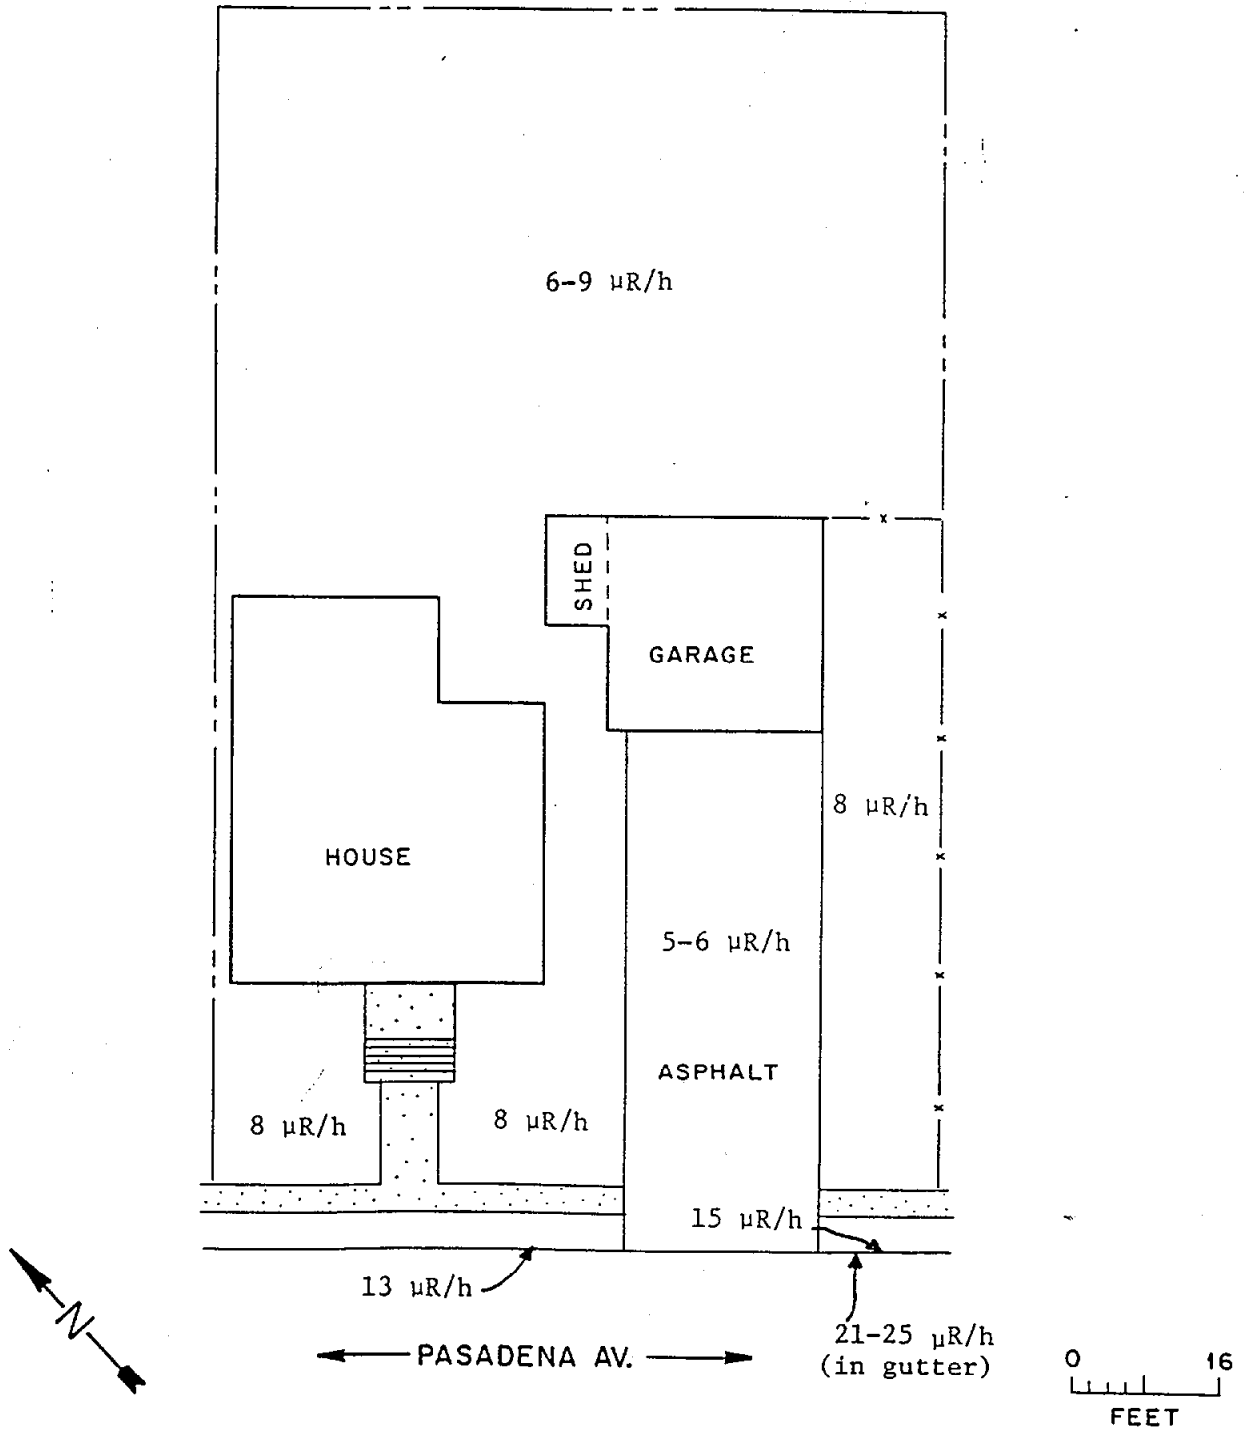 6-9 μR/h
SHED
GARAGE
8 μR/h
HOUSE
5-6 μR/h
ASPHALT
8 μR/h
8 μR/h
15 μR/h
13 μR/h
N
21-25 μR/h
(in gutter)
PASADENA AV.
0 16
FEET